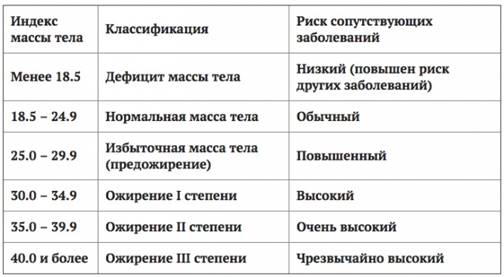 Индекс массы тела | Классификация | Риск сопутствующих заболеваний
Менее 18.5 | Дефицит массы тела | Низкий (повышен риск других заболеваний)
18.5 – 24.9 | Нормальная масса тела | Обычный
25.0 – 29.9 | Избыточная масса тела (предожирение) | Повышенный
30.0 – 34.9 | Ожирение I степени | Высокий
35.0 – 39.9 | Ожирение II степени | Очень высокий
40.0 и более | Ожирение III степени | Чрезвычайно высокий